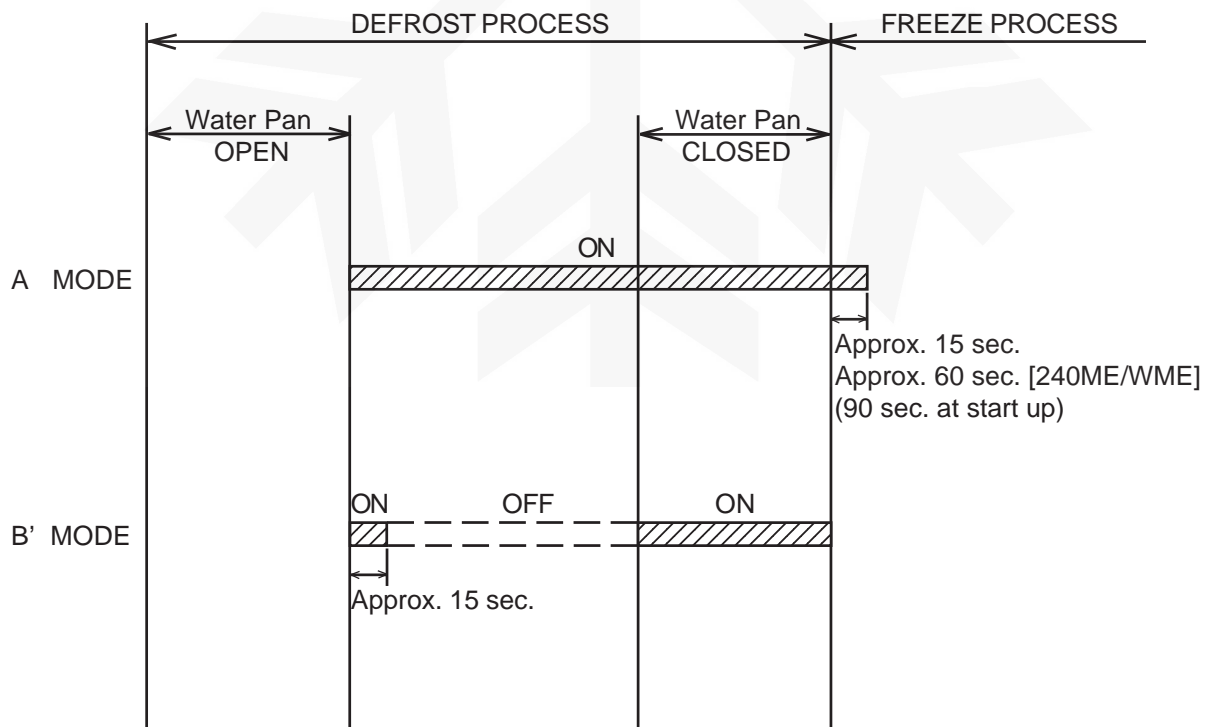 DEFROST PROCESS
FREEZE PROCESS
Water Pan
OPEN
Water Pan
CLOSED
ON
A MODE
Approx. 15 sec.
Approx. 60 sec. [240ME/WME]
(90 sec. at start up)
ON
OFF
ON
B’ MODE
Approx. 15 sec.